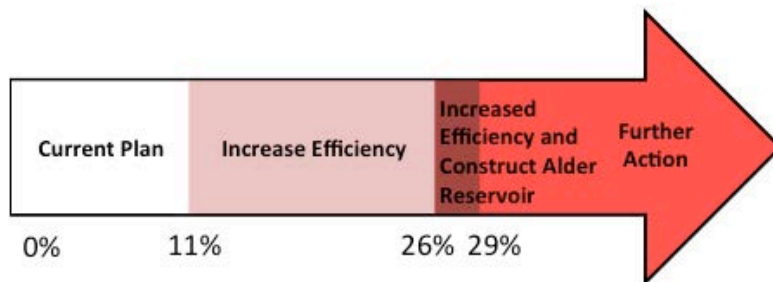 Current Plan
Increase Efficiency
Increased
Efficiency and
Construct Alder
Reservoir
Further
Action
0%
11%
26%
29%